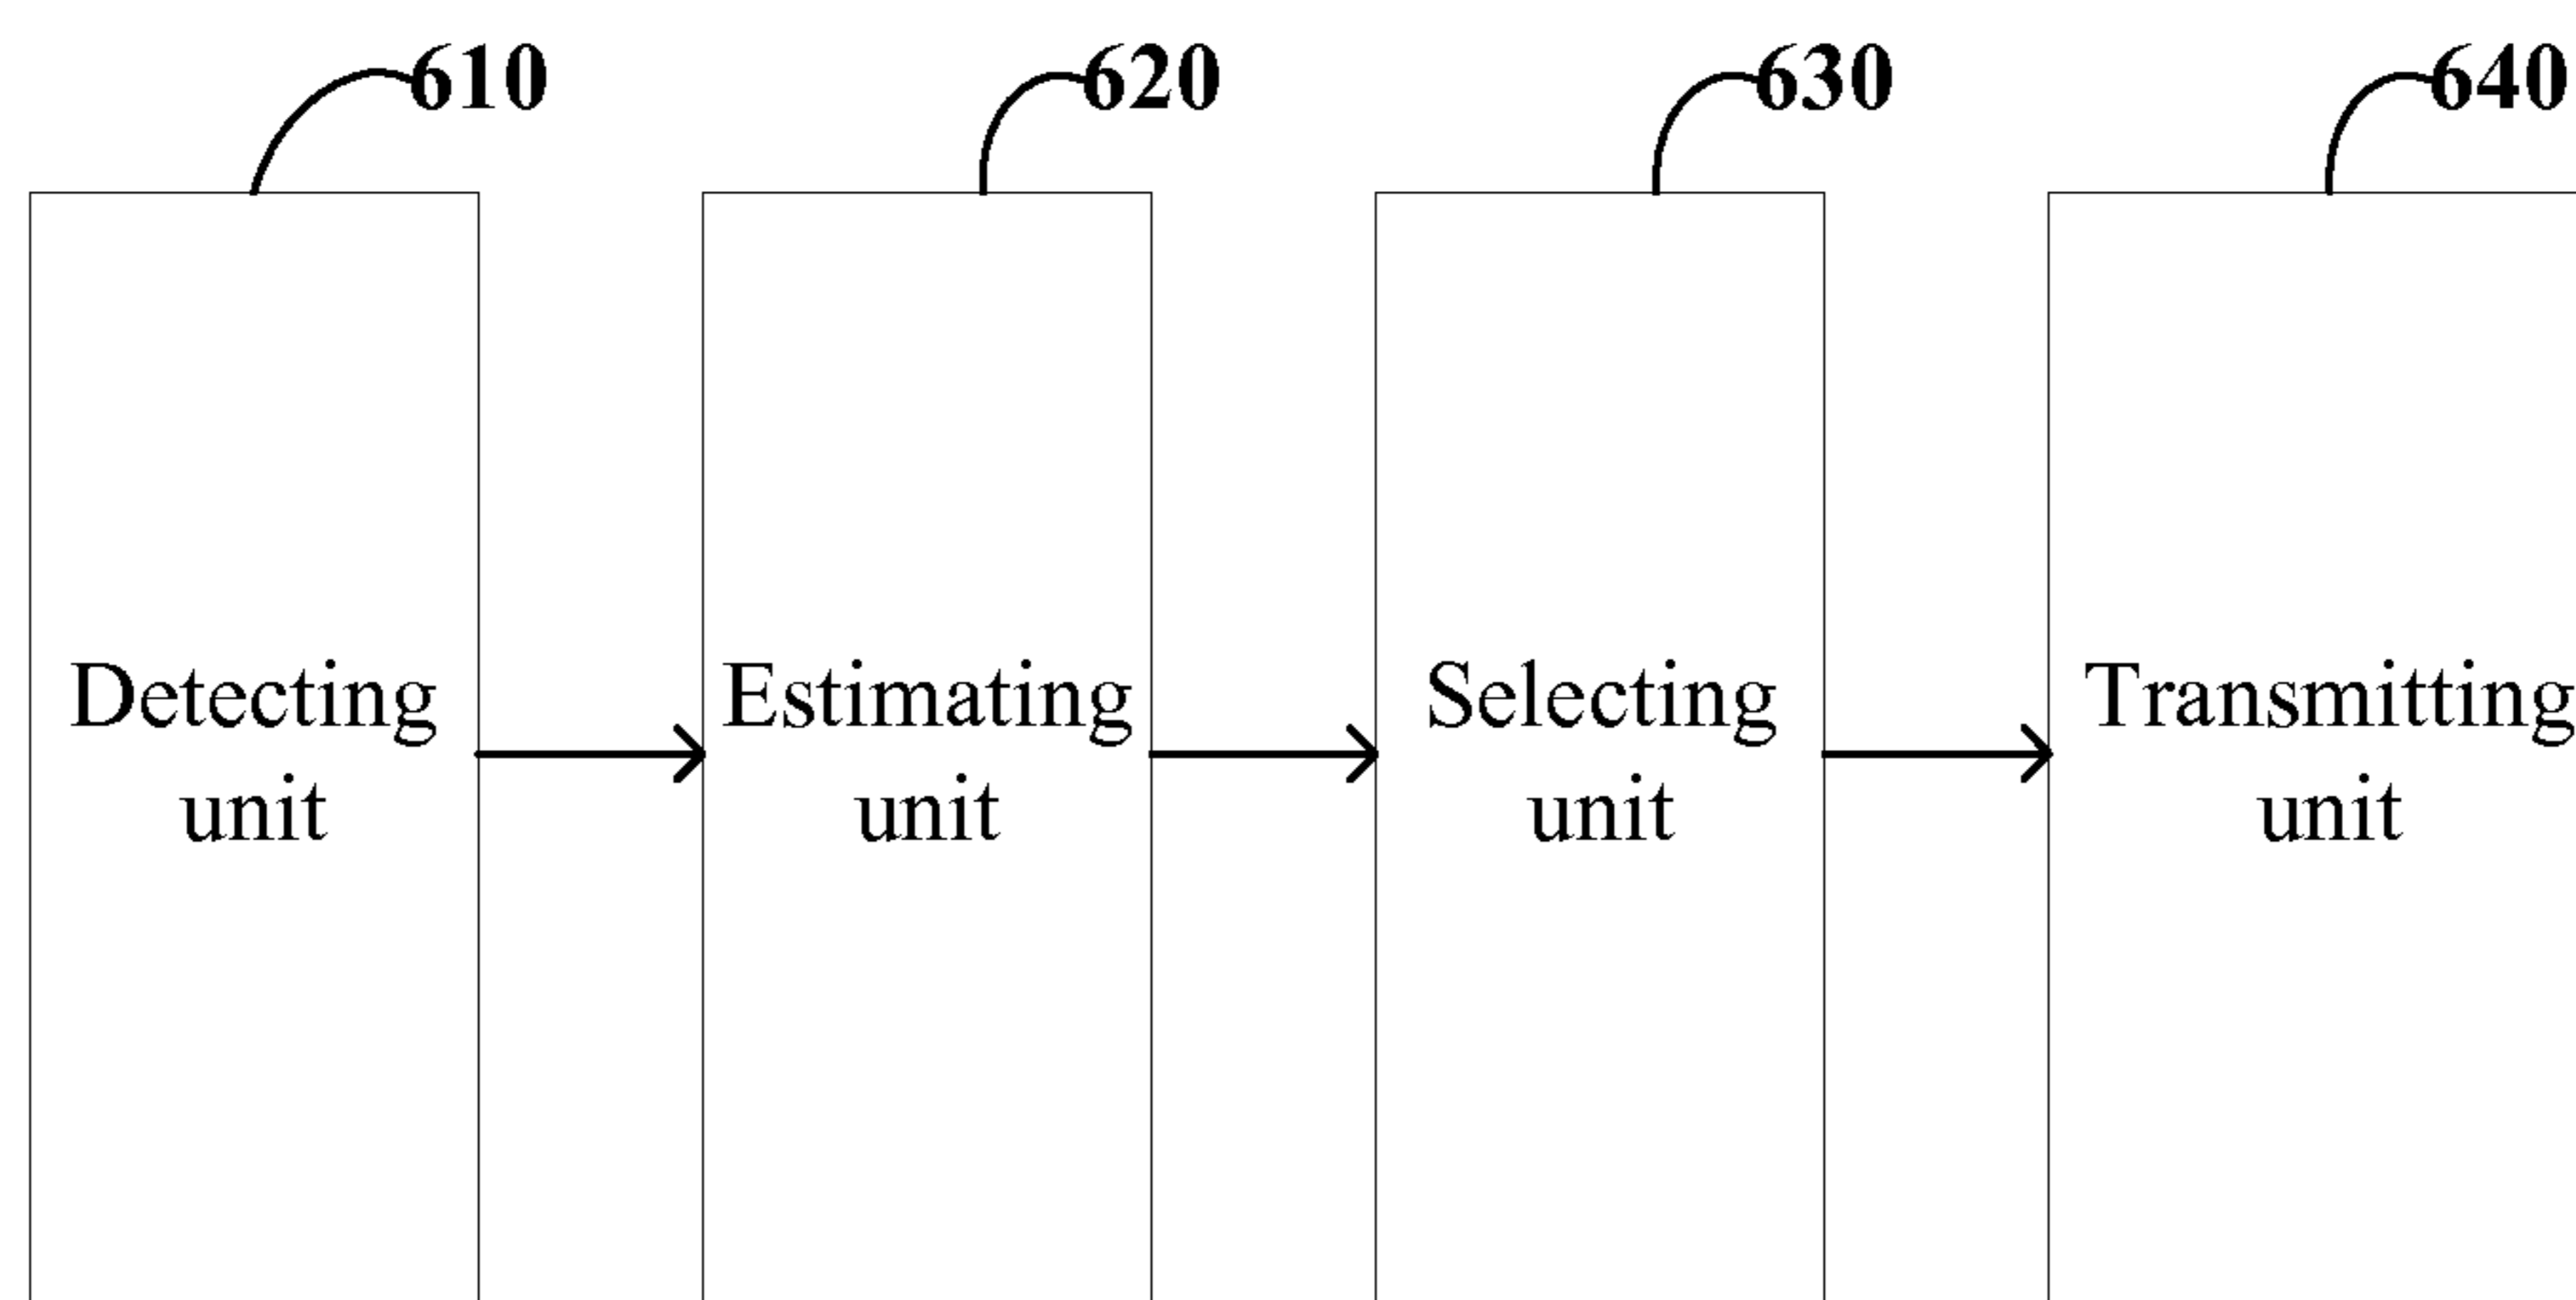 610
620
630
640
Detecting
unit
Estimating
unit
Selecting
unit
Transmitting
unit